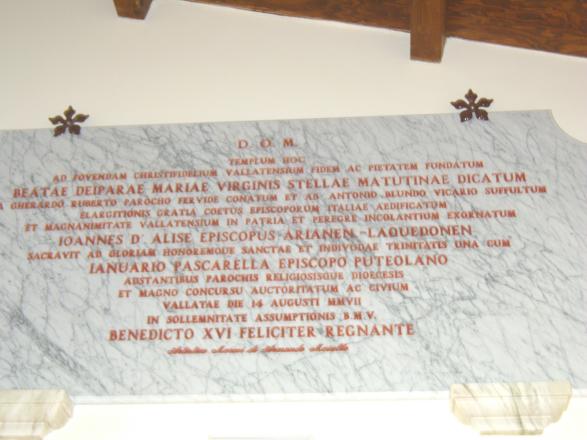 D. O. M.
TEMPLUM HOC
AD FOVENDAM CHRISTIFIDELIUM VALLATENSIUM FIDEM AC PIETATEM FUNDATUM
BEATAE DEIPARAE MARIAE VIRGINIS STELLAE MATUTINAE DICATUM
A GHERARDO RUBERTO PAROCHO FERVIDE CONATUM ET AB ANTONIO BLUNDO VICARIO SUFFULTUM
ELARGITIONIS GRATIA COETUS EPISCOPORUM ITALIAE AEDIFICATUM
ET MAGNANIMITATE VALLATENSIUM IN PATRIA ET PEREGRE INCOLANTIUM EXORNATUM
IOANNES D'ALISE EPISCOPUS ARIANEN-LAQUEDONEN
SACRAVIT AD GLORIAM HONOREMQUE SANCTAE ET INDIVIDUAE TRINITATIS UNA CUM
IANUARIO PASCARELLA EPISCOPO PUTEOLANO
ADSTANTIBUS PAROCHIS RELIGIOSISQUE DIOECESIS
ET MAGNO CONCURSU AUCTORITATUM AC CIVIUM
VALLATAE DIE 14 AUGUSTI MMVII
IN SOLLEMNITATE ASSUMPTIONIS B.M.V.
BENEDICTO XVI FELICITER REGNANTE